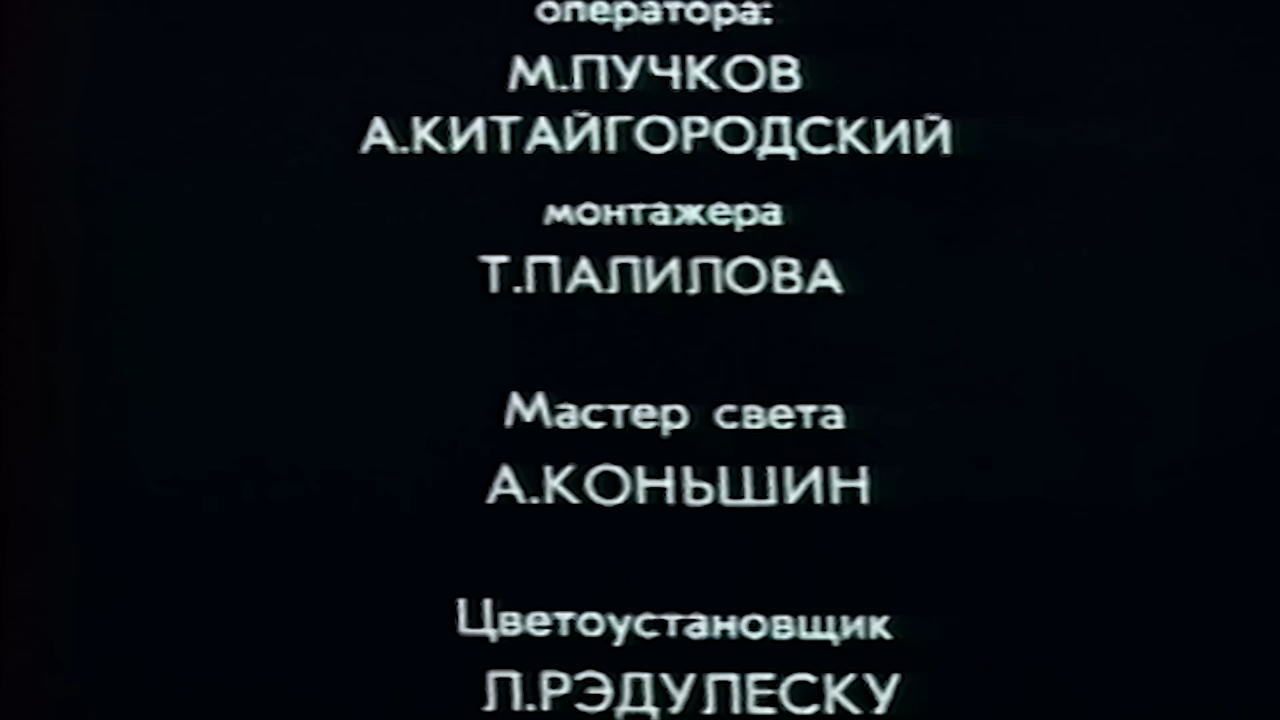 оператора:
М.ПУЧКОВ
А.КИТАЙГОРОДСКИЙ
монтажера
Т.ПАЛИЛОВА
Мастер света
А.КОНЬШИН
Цветоустановщик
Л.РЭДУЛЕСКУ